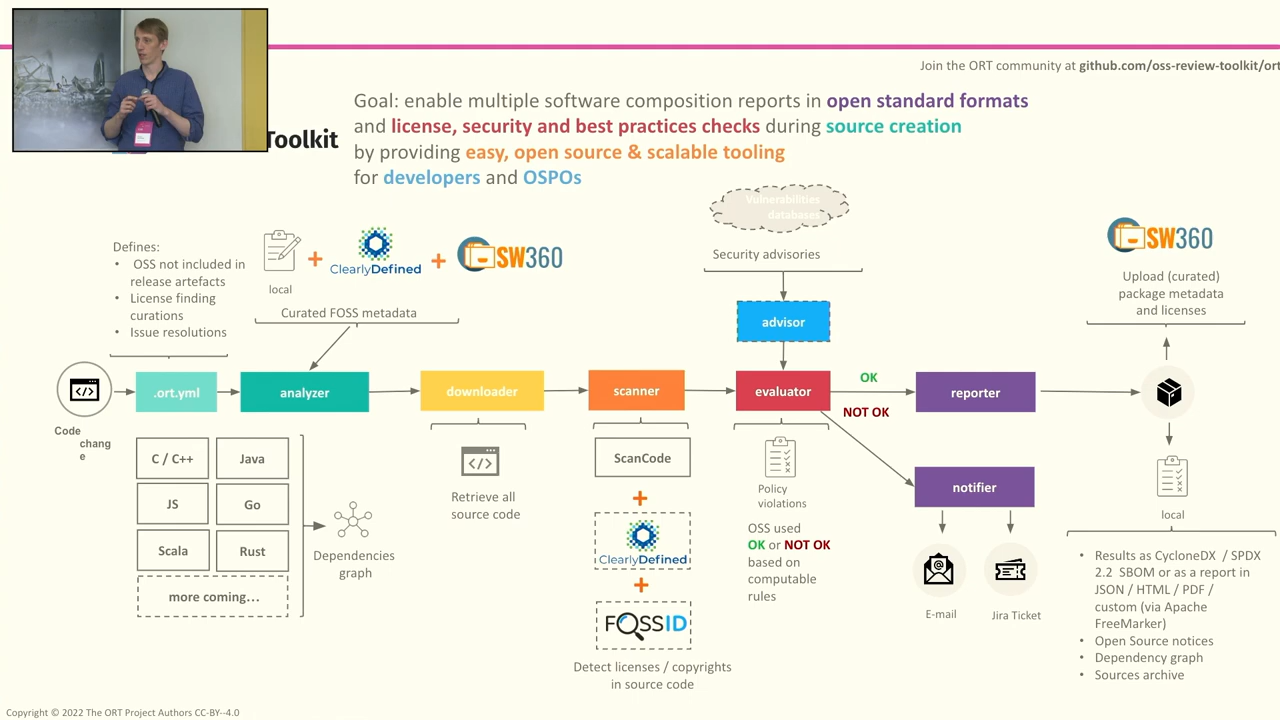 Join the ORT community at github.com/oss-review-toolkit/ort
Goal: enable multiple software composition reports in open standard formats
and license, security and best practices checks during source creation
Toolkit
by providing easy, open source & scalable tooling
for developers and OSPOs
Vulnerabilities
databases
Security advisories
Defines:
• OSS not included in
release artefacts
• License finding
curations
• Issue resolutions
local
+
ClearlyDefined
+
SW360
Curated FOSS metadata
SW360
Upload (curated)
package metadata
and licenses
advisor
Code
chang
e
.ort.yml
analyzer
downloader
scanner
evaluator
OK
NOT OK
reporter
notifier
C / C++
Java
JS
Go
Scala
Rust
more coming...
Dependencies
graph
Retrieve all
source code
ScanCode
+
ClearlyDefined
+
FOSSID
Detect licenses / copyrights
in source code
Policy
violations
OSS used
OK or NOT OK
based on
computable
rules
E-mail
Jira Ticket
local
• Results as CycloneDX / SPDX
2.2 SBOM or as a report in
JSON / HTML / PDF /
custom (via Apache
FreeMarker)
• Open Source notices
• Dependency graph
• Sources archive
Copyright © 2022 The ORT Project Authors CC-BY--4.0